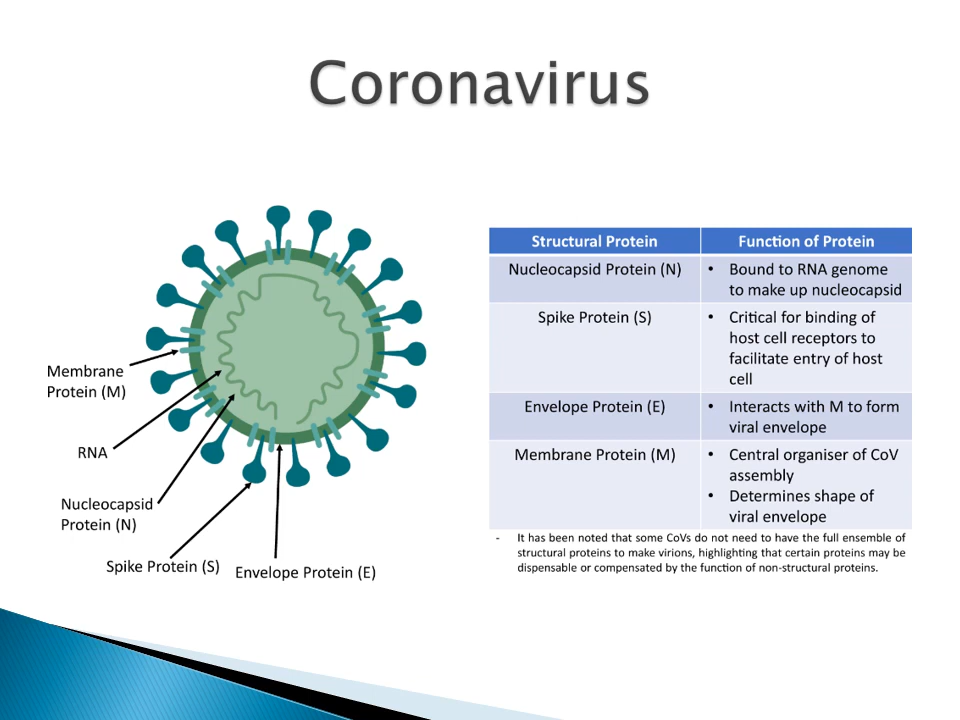 Coronavirus
Membrane
Protein (M)
RNA
Nucleocapsid
Protein (N)
Spike Protein (S)
Envelope Protein (E)
Structural Protein
Function of Protein
Nucleocapsid Protein (N)
• Bound to RNA genome
to make up nucleocapsid
Spike Protein (S)
• Critical for binding of
host cell receptors to
facilitate entry of host
cell
Envelope Protein (E)
• Interacts with M to form
viral envelope
Membrane Protein (M)
• Central organiser of CoV
assembly
• Determines shape of
viral envelope
- It has been noted that some CoVs do not need to have the full ensemble of
structural proteins to make virions, highlighting that certain proteins may be
dispensable or compensated by the function of non-structural proteins.